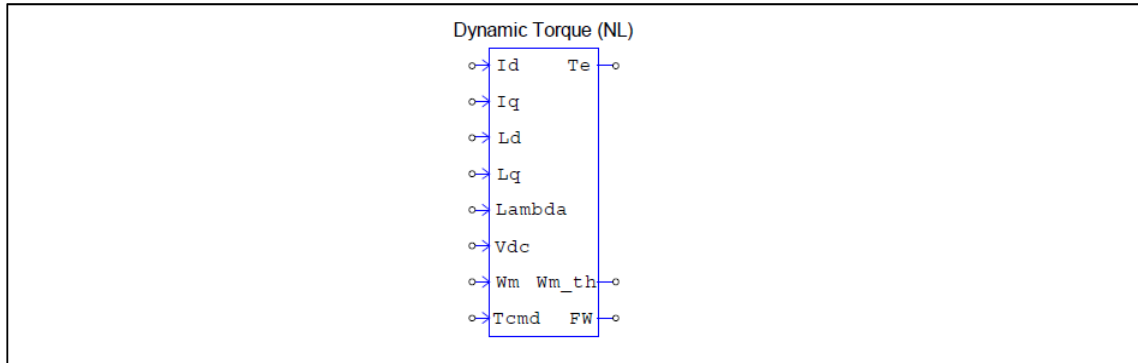 Dynamic Torque (NL)
Id Te
Iq
Ld
Lq
Lambda
Vdc
Wm Wm_th
Tcmd FW